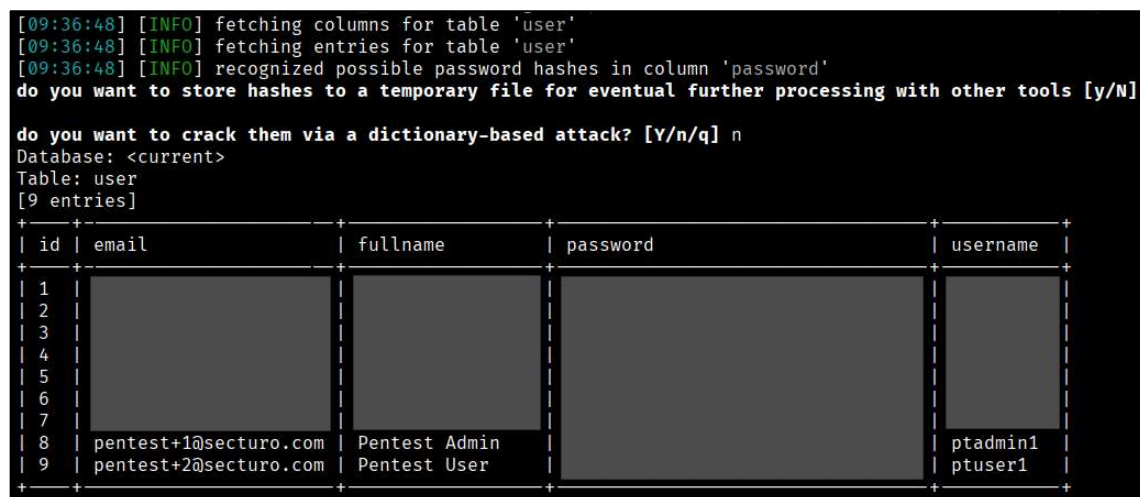 [09:36:48] [INFO] fetching columns for table 'user'
[09:36:48] [INFO] fetching entries for table 'user'
[09:36:48] [INFO] recognized possible password hashes in column 'password'
do you want to store hashes to a temporary file for eventual further processing with other tools [y/N]
do you want to crack them via a dictionary-based attack? [Y/n/q] n
Database: <current>
Table: user
[9 entries]
| id | email | fullname | password | username |
| 1 |
| 2 |
| 3 |
| 4 |
| 5 |
| 6 |
| 7 |
| 8 | pentest+1@secturo.com | Pentest Admin | | ptadmin1 |
| 9 | pentest+2@secturo.com | Pentest User | | ptuser1 |